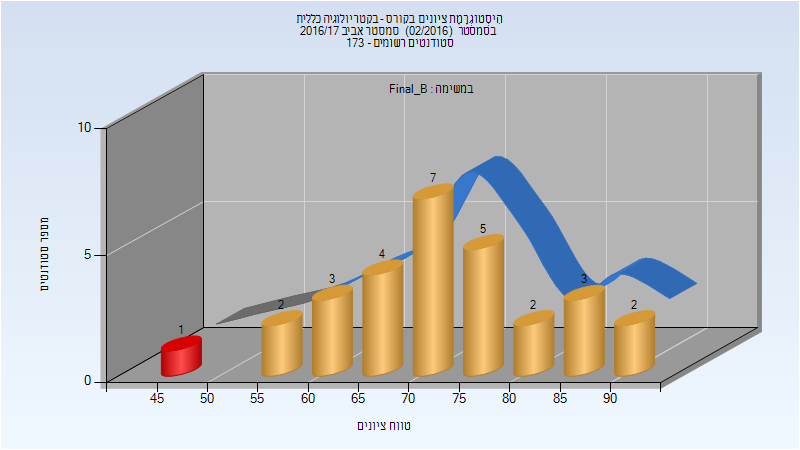 היסטוגרמת ציונים בקורס - בקטריולוגיה כללית
בסמסטר (02/2016) סמסטר אביב 2016/17
סטודנטים רשומים - 173
במשימה : Final_B
מספר סטודנטים
10
5
0
1
2
3
4
7
5
2
3
2
45 50 55 60 65 70 75 80 85 90
טווח ציונים